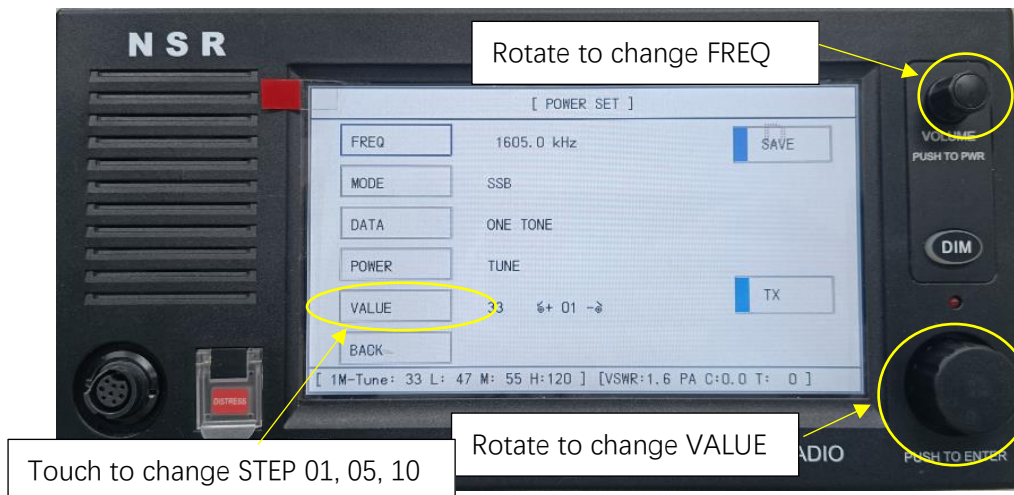 NSR
Rotate to change FREQ
[ POWER SET ]
FREQ 1605.0 kHz SAVE
MODE SSB
DATA ONE TONE
POWER TUNE
VALUE 33 + 01 - TX
BACK
[ 1M-Tune: 33 L: 47 M: 55 H:120 ] [VSWR:1.6 PA C:0.0 T: 0 ]
VOLUME
PUSH TO PWR
DIM
DISTRESS
Touch to change STEP 01, 05, 10
Rotate to change VALUE
ADIO
PUSH TO ENTER